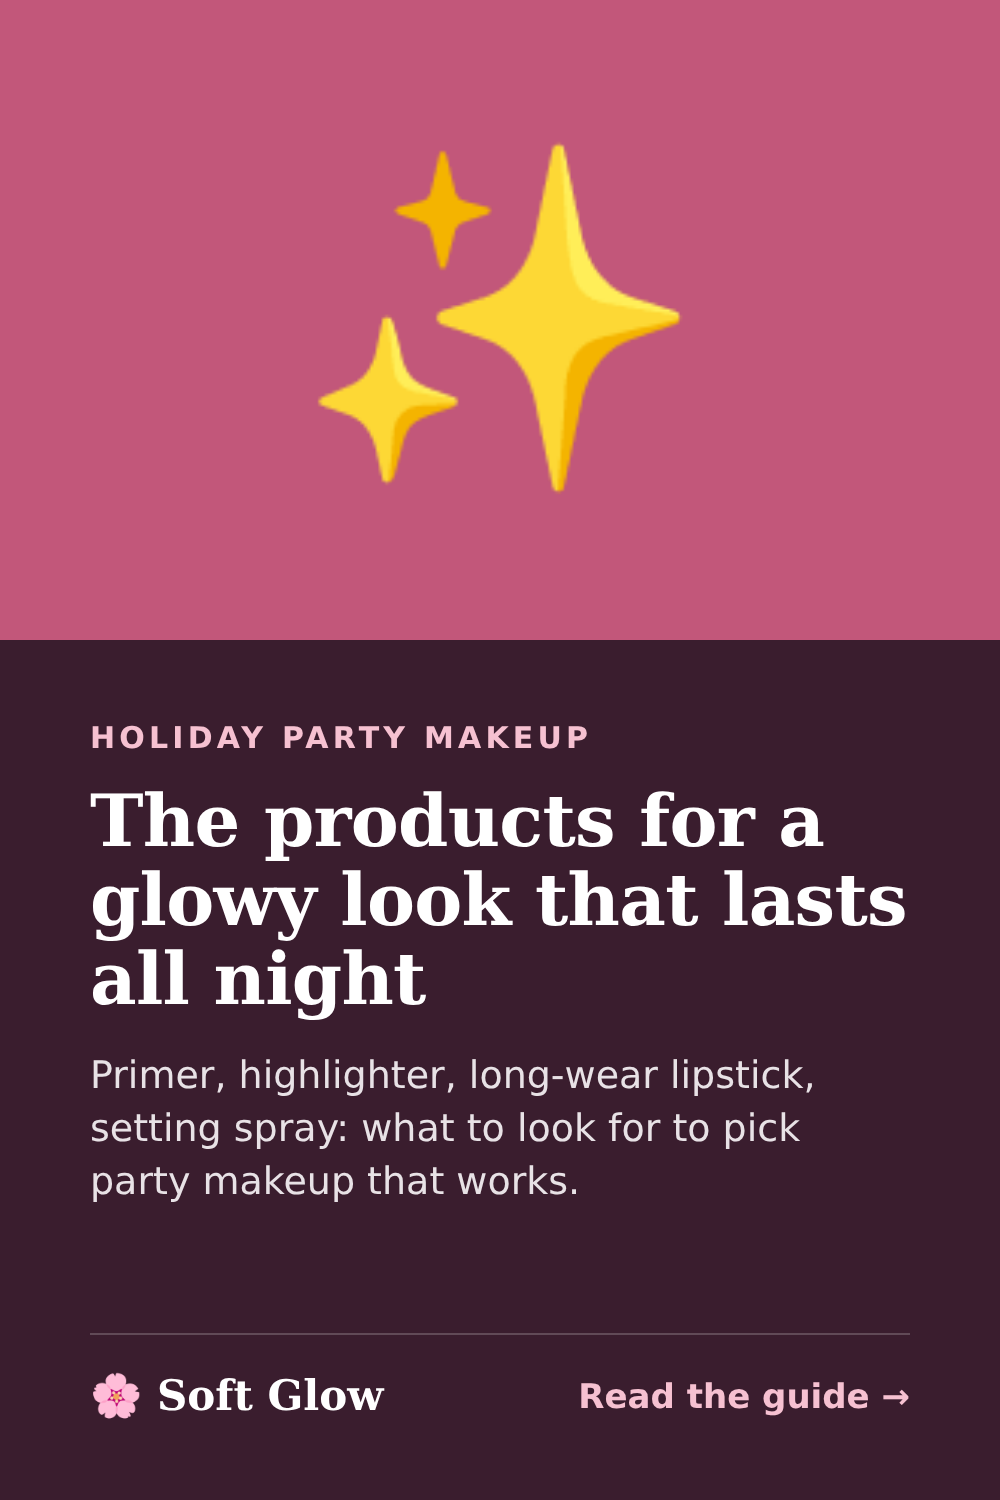 HOLIDAY PARTY MAKEUP
The products for a
glowy look that lasts
all night
Primer, highlighter, long-wear lipstick,
setting spray: what to look for to pick
party makeup that works.
Soft Glow
Read the guide →